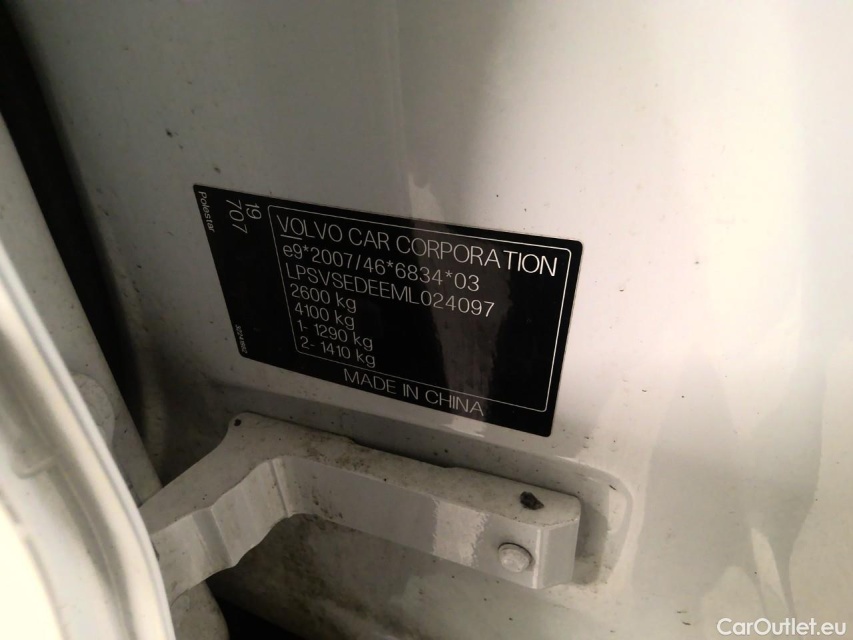 Polestar
19
707
VOLVO CAR CORPORATION
e9*2007/46*6834*03
LPSVSEDEEML024097
2600 kg
4100 kg
1- 1290 kg
2- 1410 kg
MADE IN CHINA
CarOutlet.eu